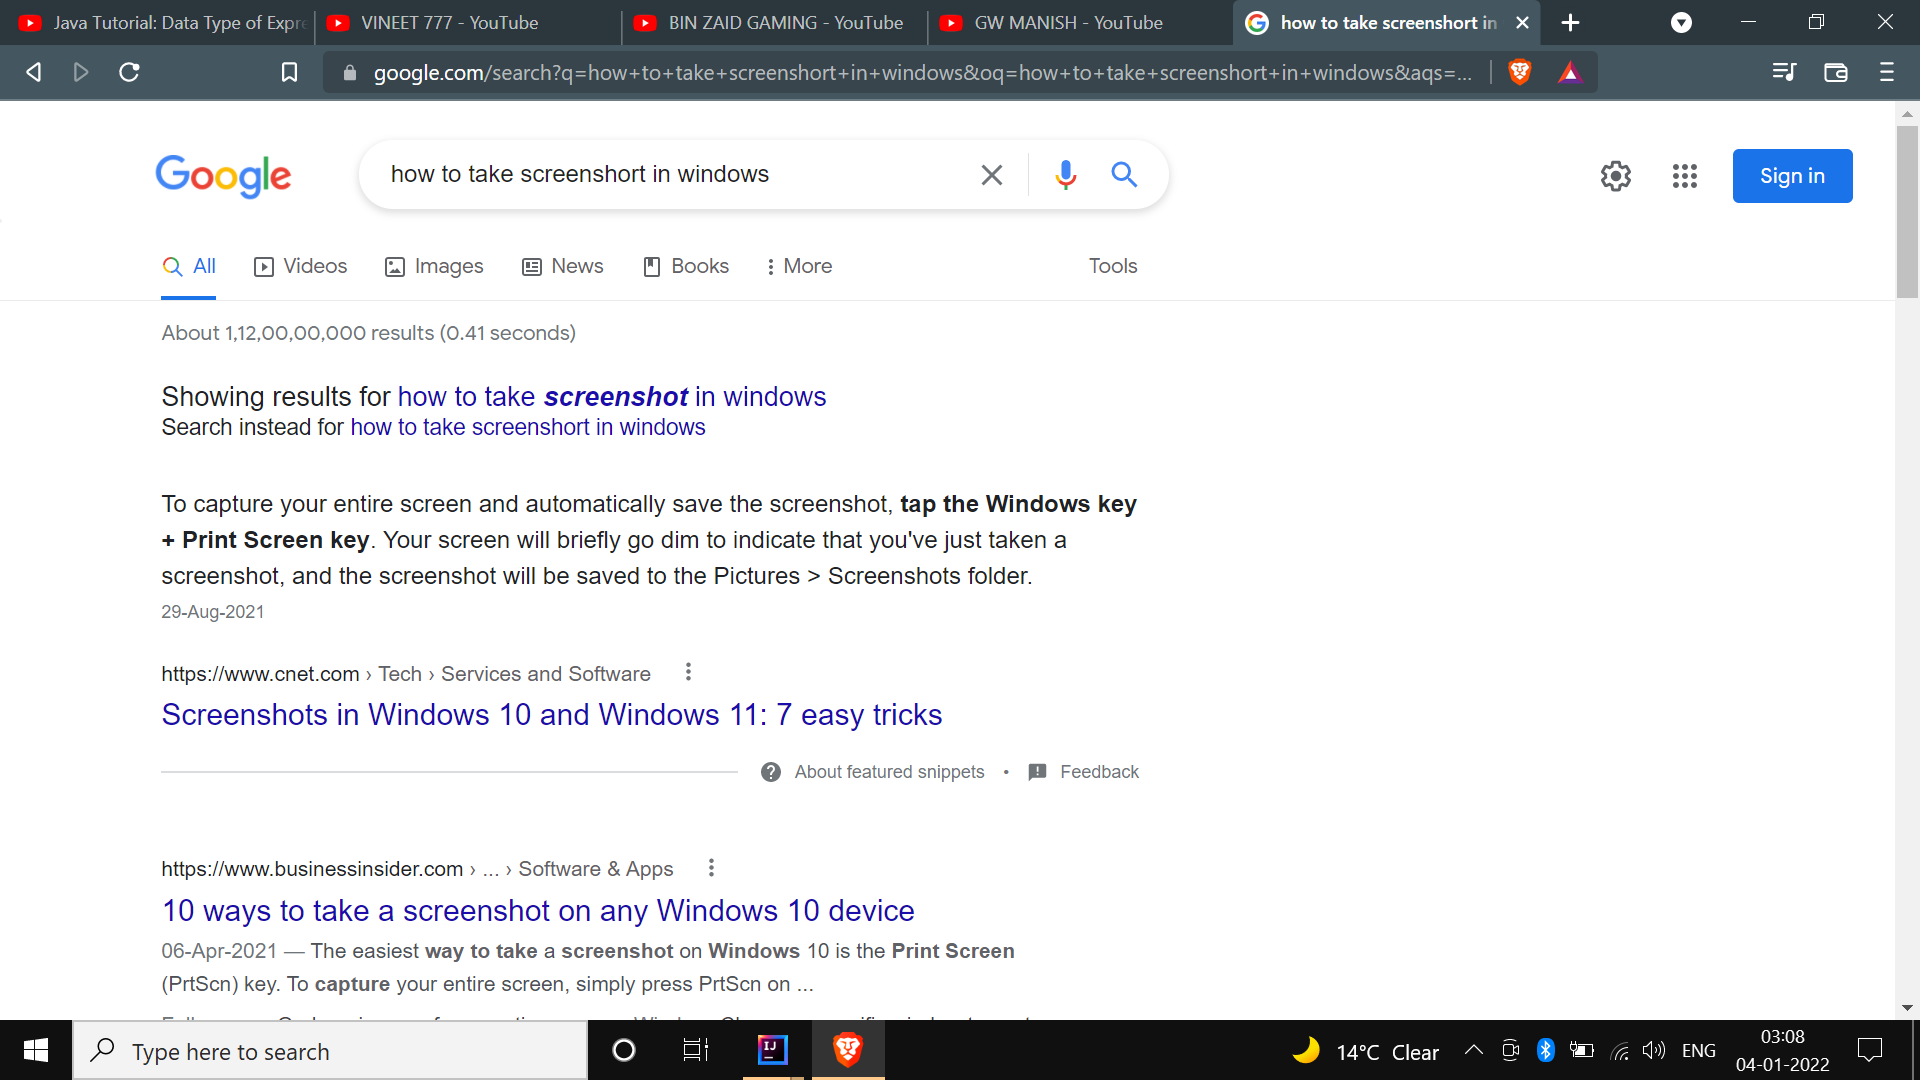 Java Tutorial: Data Type of Expre
VINEET 777 - YouTube
BIN ZAID GAMING - YouTube
GW MANISH - YouTube
how to take screenshort in
google.com/search?q=how+to+take+screenshort+in+windows&oq=how+to+take+screenshort+in+windows&aqs=...
Google
how to take screenshort in windows
Sign in
All
Videos
Images
News
Books
More
Tools
About 1,12,00,00,000 results (0.41 seconds)
Showing results for how to take screenshot in windows
Search instead for how to take screenshort in windows
To capture your entire screen and automatically save the screenshot, tap the Windows key
+ Print Screen key. Your screen will briefly go dim to indicate that you've just taken a
screenshot, and the screenshot will be saved to the Pictures > Screenshots folder.
29-Aug-2021
https://www.cnet.com › Tech › Services and Software
Screenshots in Windows 10 and Windows 11: 7 easy tricks
About featured snippets • Feedback
https://www.businessinsider.com › ... › Software & Apps
10 ways to take a screenshot on any Windows 10 device
06-Apr-2021 — The easiest way to take a screenshot on Windows 10 is the Print Screen
(PrtScn) key. To capture your entire screen, simply press PrtScn on ...
Type here to search
IJ
14°C Clear
ENG
03:08
04-01-2022